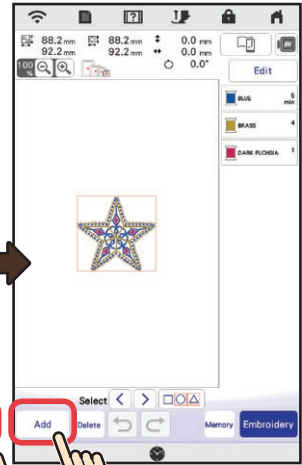 88.2 mm 88.2 mm 0.0 mm
92.2 mm 92.2 mm 0.0 mm
100 % 0.0°
Edit
BLUE 5 min
BRASS 4
DARK FUCHSIA 1
Select
Add Delete Memory Embroidery